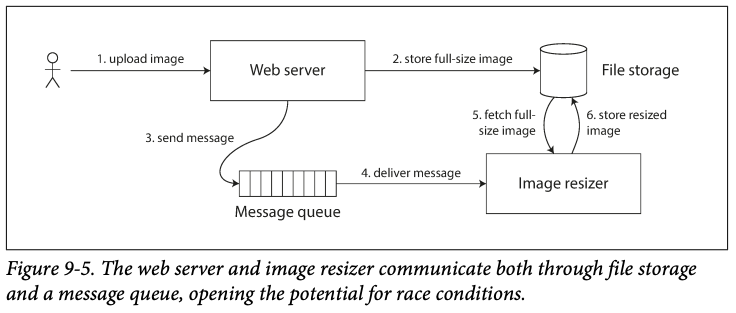 1. upload image
Web server
2. store full-size image
File storage
3. send message
5. fetch full-
size image
6. store resized
image
4. deliver message
Image resizer
Message queue
Figure 9-5. The web server and image resizer communicate both through file storage
and a message queue, opening the potential for race conditions.